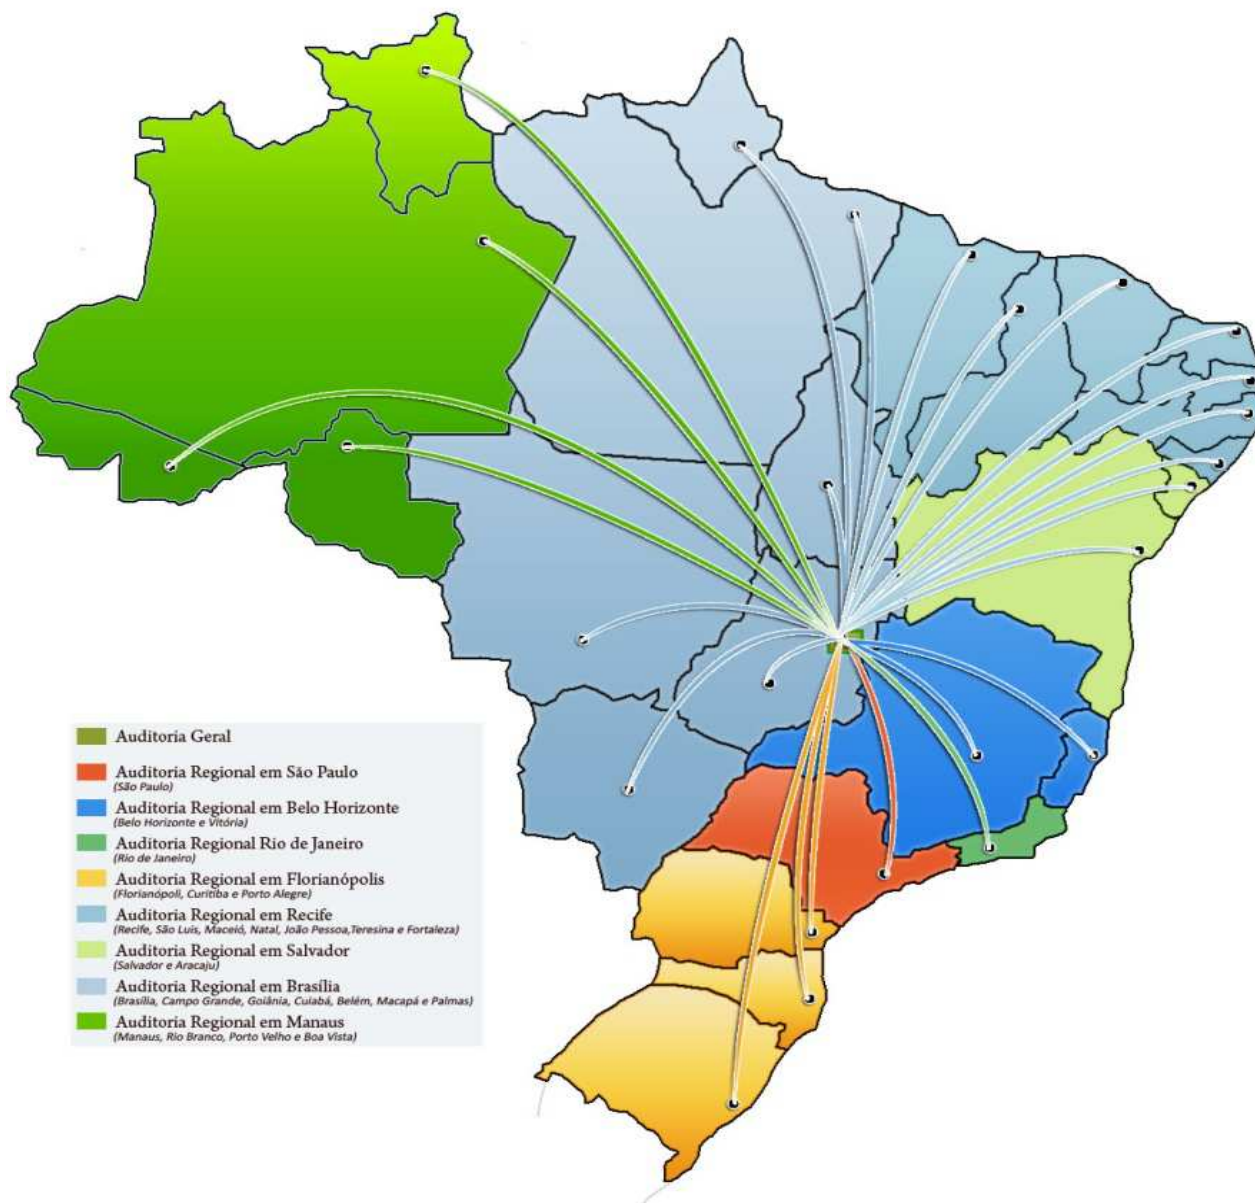 Auditoria Geral
Auditoria Regional em São Paulo
(São Paulo)
Auditoria Regional em Belo Horizonte
(Belo Horizonte e Vitória)
Auditoria Regional Rio de Janeiro
(Rio de Janeiro)
Auditoria Regional em Florianópolis
(Florianópoli, Curitiba e Porto Alegre)
Auditoria Regional em Recife
(Recife, São Luis, Maceió, Natal, João Pessoa,Teresina e Fortaleza)
Auditoria Regional em Salvador
(Salvador e Aracaju)
Auditoria Regional em Brasília
(Brasília, Campo Grande, Goiânia, Cuiabá, Belém, Macapá e Palmas)
Auditoria Regional em Manaus
(Manaus, Rio Branco, Porto Velho e Boa Vista)